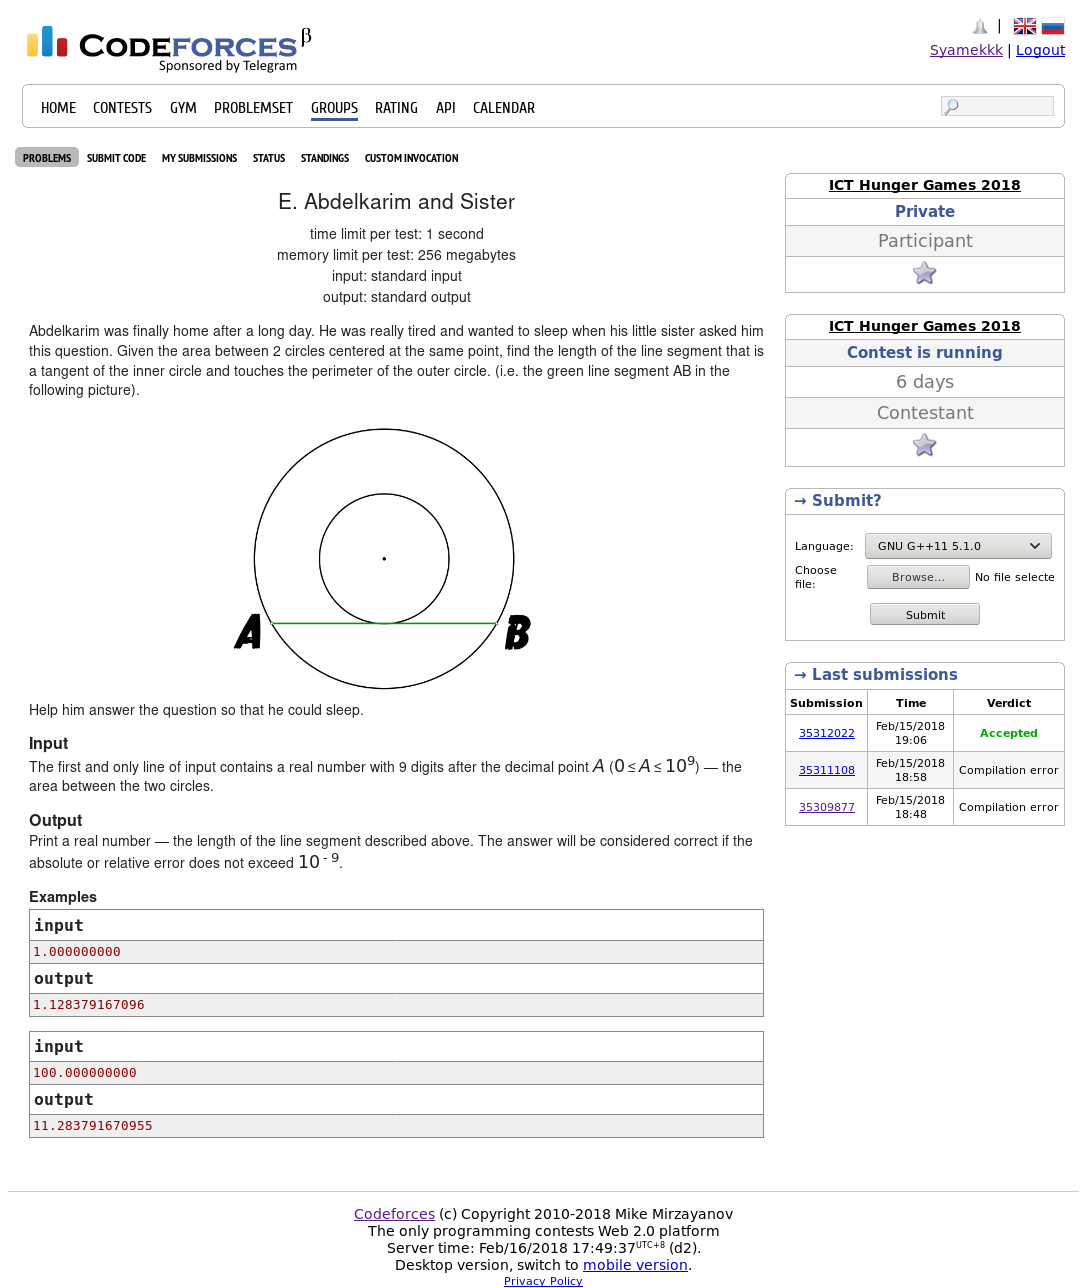 CODEFORCES β
Sponsored by Telegram
|
Syamekkk | Logout
HOME CONTESTS GYM PROBLEMSET GROUPS RATING API CALENDAR
PROBLEMS SUBMIT CODE MY SUBMISSIONS STATUS STANDINGS CUSTOM INVOCATION
E. Abdelkarim and Sister
time limit per test: 1 second
memory limit per test: 256 megabytes
input: standard input
output: standard output
Abdelkarim was finally home after a long day. He was really tired and wanted to sleep when his little sister asked him
this question. Given the area between 2 circles centered at the same point, find the length of the line segment that is
a tangent of the inner circle and touches the perimeter of the outer circle. (i.e. the green line segment AB in the
following picture).
A B
Help him answer the question so that he could sleep.
Input
The first and only line of input contains a real number with 9 digits after the decimal point A (0 ≤ A ≤ 10⁹) — the
area between the two circles.
Output
Print a real number — the length of the line segment described above. The answer will be considered correct if the
absolute or relative error does not exceed 10⁻⁹.
Examples
input
1.000000000
output
1.128379167096
input
100.000000000
output
11.283791670955
ICT Hunger Games 2018
Private
Participant
ICT Hunger Games 2018
Contest is running
6 days
Contestant
→ Submit?
Language: GNU G++11 5.1.0
Choose
file: Browse... No file selecte
Submit
→ Last submissions
Submission Time Verdict
35312022 Feb/15/2018 19:06 Accepted
35311108 Feb/15/2018 18:58 Compilation error
35309877 Feb/15/2018 18:48 Compilation error
Codeforces (c) Copyright 2010-2018 Mike Mirzayanov
The only programming contests Web 2.0 platform
Server time: Feb/16/2018 17:49:37 UTC+8 (d2).
Desktop version, switch to mobile version.
Privacy Policy